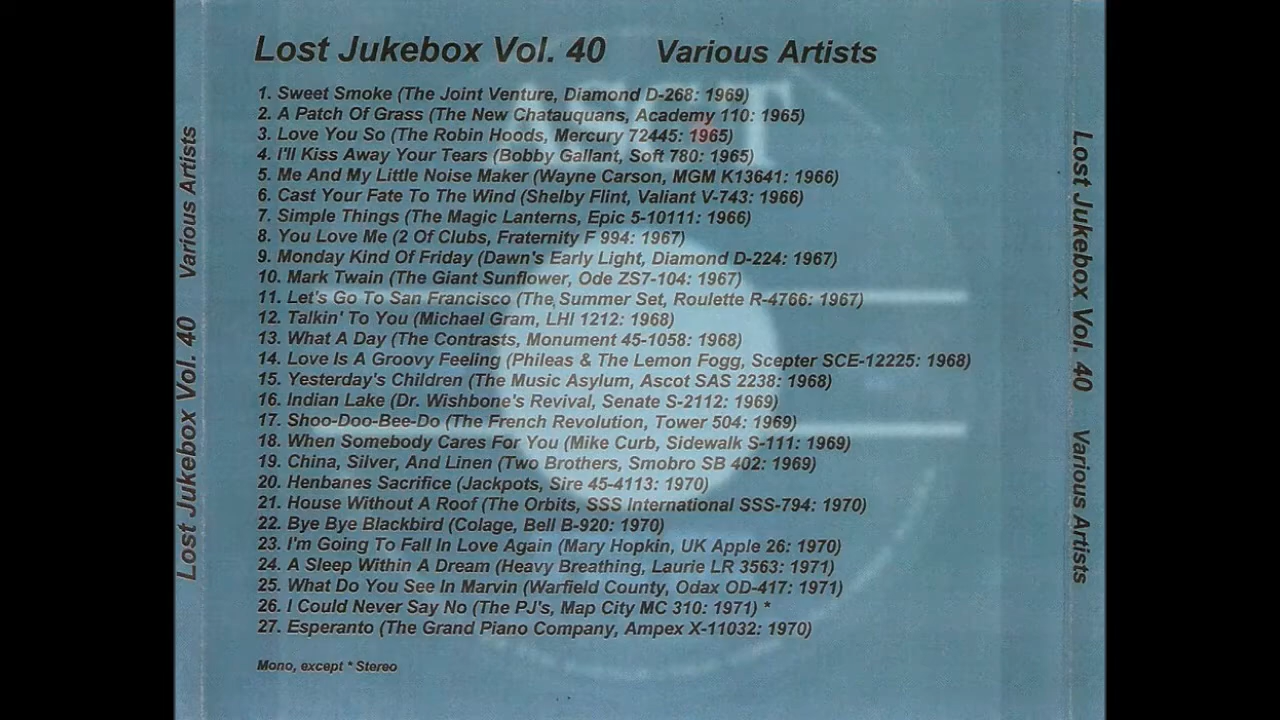 Lost Jukebox Vol. 40 Various Artists
1. Sweet Smoke (The Joint Venture, Diamond D-268: 1969)
2. A Patch Of Grass (The New Chatauquans, Academy 110: 1965)
3. Love You So (The Robin Hoods, Mercury 72445: 1965)
4. I'll Kiss Away Your Tears (Bobby Gallant, Soft 780: 1965)
5. Me And My Little Noise Maker (Wayne Carson, MGM K13641: 1966)
6. Cast Your Fate To The Wind (Shelby Flint, Valiant V-743: 1966)
7. Simple Things (The Magic Lanterns, Epic 5-10111: 1966)
8. You Love Me (2 Of Clubs, Fraternity F 994: 1967)
9. Monday Kind Of Friday (Dawn's Early Light, Diamond D-224: 1967)
10. Mark Twain (The Giant Sunflower, Ode ZS7-104: 1967)
11. Let's Go To San Francisco (The Summer Set, Roulette R-4766: 1967)
12. Talkin' To You (Michael Gram, LHI 1212: 1968)
13. What A Day (The Contrasts, Monument 45-1058: 1968)
14. Love Is A Groovy Feeling (Phileas & The Lemon Fogg, Scepter SCE-12225: 1968)
15. Yesterday's Children (The Music Asylum, Ascot SAS 2238: 1968)
16. Indian Lake (Dr. Wishbone's Revival, Senate S-2112: 1969)
17. Shoo-Doo-Bee-Do (The French Revolution, Tower 504: 1969)
18. When Somebody Cares For You (Mike Curb, Sidewalk S-111: 1969)
19. China, Silver, And Linen (Two Brothers, Smobro SB 402: 1969)
20. Henbanes Sacrifice (Jackpots, Sire 45-4113: 1970)
21. House Without A Roof (The Orbits, SSS International SSS-794: 1970)
22. Bye Bye Blackbird (Colage, Bell B-920: 1970)
23. I'm Going To Fall In Love Again (Mary Hopkin, UK Apple 26: 1970)
24. A Sleep Within A Dream (Heavy Breathing, Laurie LR 3563: 1971)
25. What Do You See In Marvin (Warfield County, Odax OD-417: 1971)
26. I Could Never Say No (The PJ's, Map City MC 310: 1971) *
27. Esperanto (The Grand Piano Company, Ampex X-11032: 1970)
Mono, except * Stereo
Lost Jukebox Vol. 40 Various Artists
Lost Jukebox Vol. 40 Various Artists